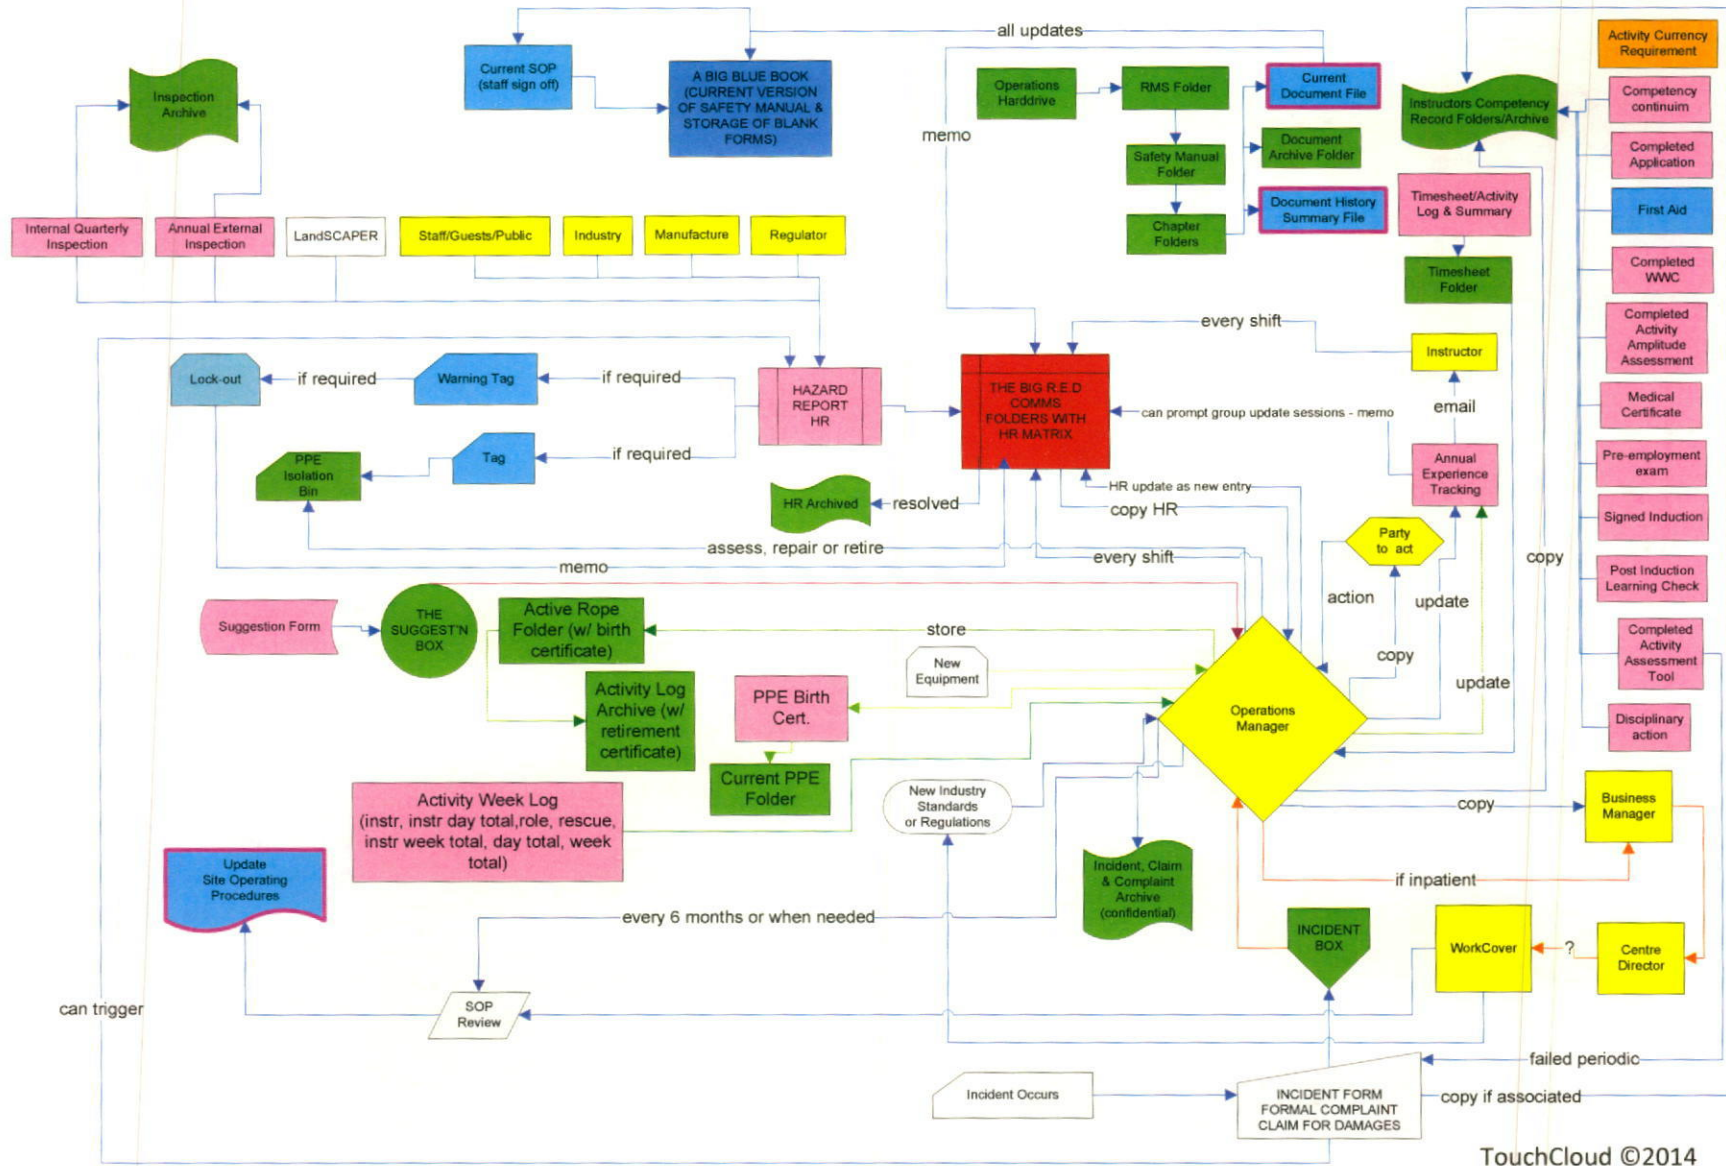 all updates
Current SOP
(staff sign off)
A BIG BLUE BOOK
(CURRENT VERSION
OF SAFETY MANUAL &
STORAGE OF BLANK
FORMS)
Inspection
Archive
memo
Operations
Harddrive
RMS Folder
Current
Document File
Document
Archive Folder
Safety Manual
Folder
Document History
Summary File
Chapter
Folders
Instructors Competency
Record Folders/Archive
Timesheet/Activity
Log & Summary
Timesheet
Folder
Activity Currency
Requirement
Competency
continuim
Completed
Application
First Aid
Completed
WWC
Completed
Activity
Amplitude
Assessment
Medical
Certificate
Pre-employment
exam
Signed Induction
Post Induction
Learning Check
Completed
Activity
Assessment
Tool
Disciplinary
action
Internal Quarterly
Inspection
Annual External
Inspection
LandSCAPER
Staff/Guests/Public
Industry
Manufacture
Regulator
every shift
Instructor
email
Lock-out
if required
Warning Tag
if required
HAZARD
REPORT
HR
THE BIG R.E.D
COMMS
FOLDERS WITH
HR MATRIX
can prompt group update sessions - memo
Annual
Experience
Tracking
PPE
Isolation
Bin
Tag
if required
HR Archived
resolved
HR update as new entry
copy HR
Party
to act
assess, repair or retire
every shift
memo
copy
action
update
copy
update
Suggestion Form
THE
SUGGEST'N
BOX
Active Rope
Folder (w/ birth
certificate)
store
New
Equipment
Activity Log
Archive (w/
retirement
certificate)
PPE Birth
Cert.
Current PPE
Folder
Operations
Manager
Activity Week Log
(instr, instr day total,role, rescue,
instr week total, day total, week
total)
New Industry
Standards
or Regulations
copy
Business
Manager
Update
Site Operating
Procedures
Incident, Claim
& Complaint
Archive
(confidential)
if inpatient
every 6 months or when needed
INCIDENT
BOX
WorkCover
?
Centre
Director
can trigger
SOP
Review
failed periodic
Incident Occurs
INCIDENT FORM
FORMAL COMPLAINT
CLAIM FOR DAMAGES
copy if associated
TouchCloud ©2014